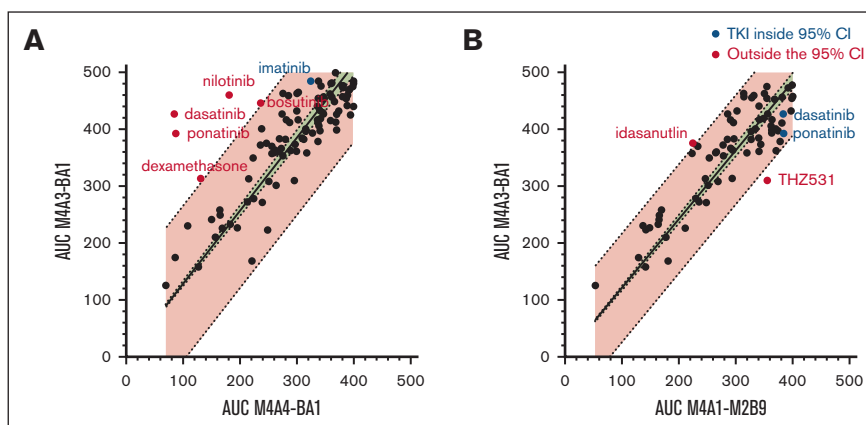 A
B
TKI inside 95% CI
Outside the 95% CI
AUC M4A3-BA1
500
400
300
200
100
0
imatinib
nilotinib
bosutinib
dasatinib
ponatinib
dexamethasone
0 100 200 300 400 500
AUC M4A4-BA1
AUC M4A3-BA1
500
400
300
200
100
0
dasatinib
idasanutlin
ponatinib
THZ531
0 100 200 300 400 500
AUC M4A1-M2B9